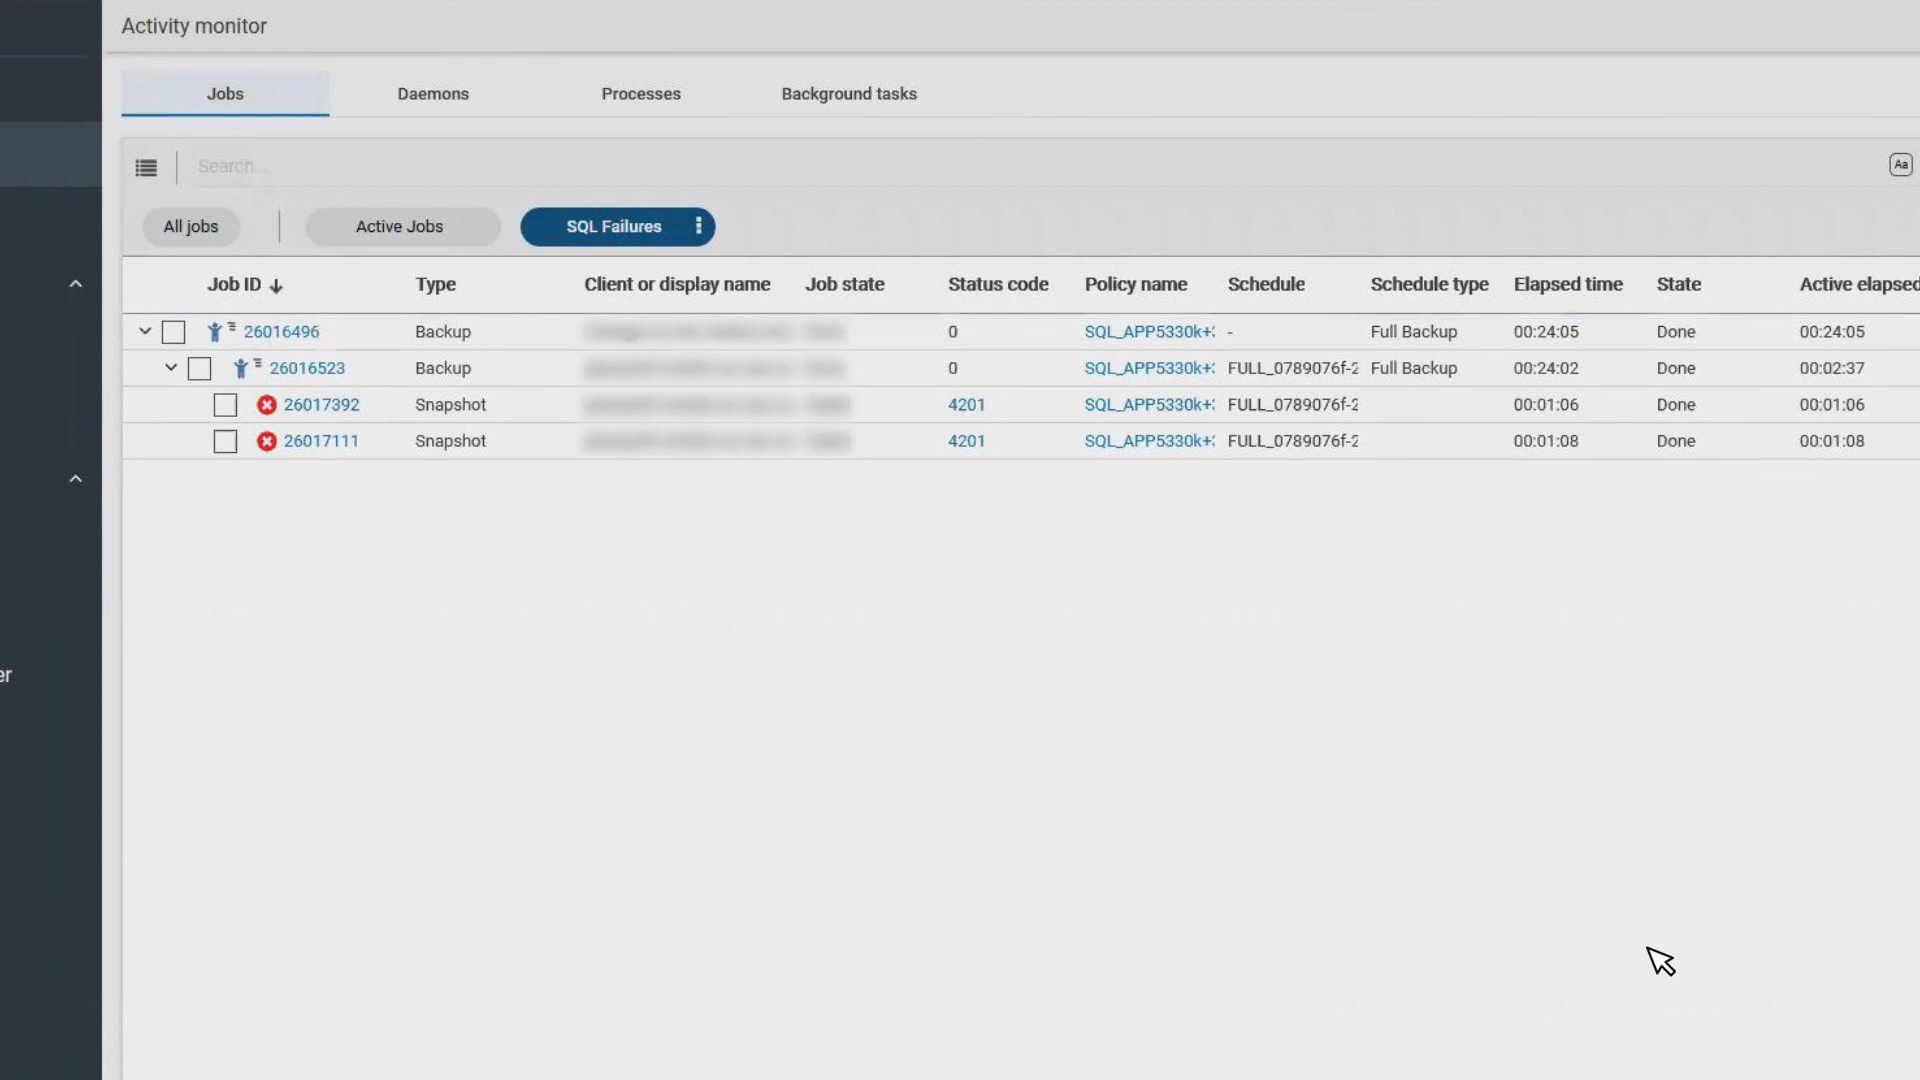 Activity monitor
Jobs Daemons Processes Background tasks
Search... Aa
All jobs Active Jobs SQL Failures
Job ID Type Client or display name Job state Status code Policy name Schedule Schedule type Elapsed time State Active elapsed
26016496 Backup 0 SQL_APP5330k+ - Full Backup 00:24:05 Done 00:24:05
26016523 Backup 0 SQL_APP5330k+ FULL_0789076f-2 Full Backup 00:24:02 Done 00:02:37
26017392 Snapshot 4201 SQL_APP5330k+ FULL_0789076f-2 00:01:06 Done 00:01:06
26017111 Snapshot 4201 SQL_APP5330k+ FULL_0789076f-2 00:01:08 Done 00:01:08
er